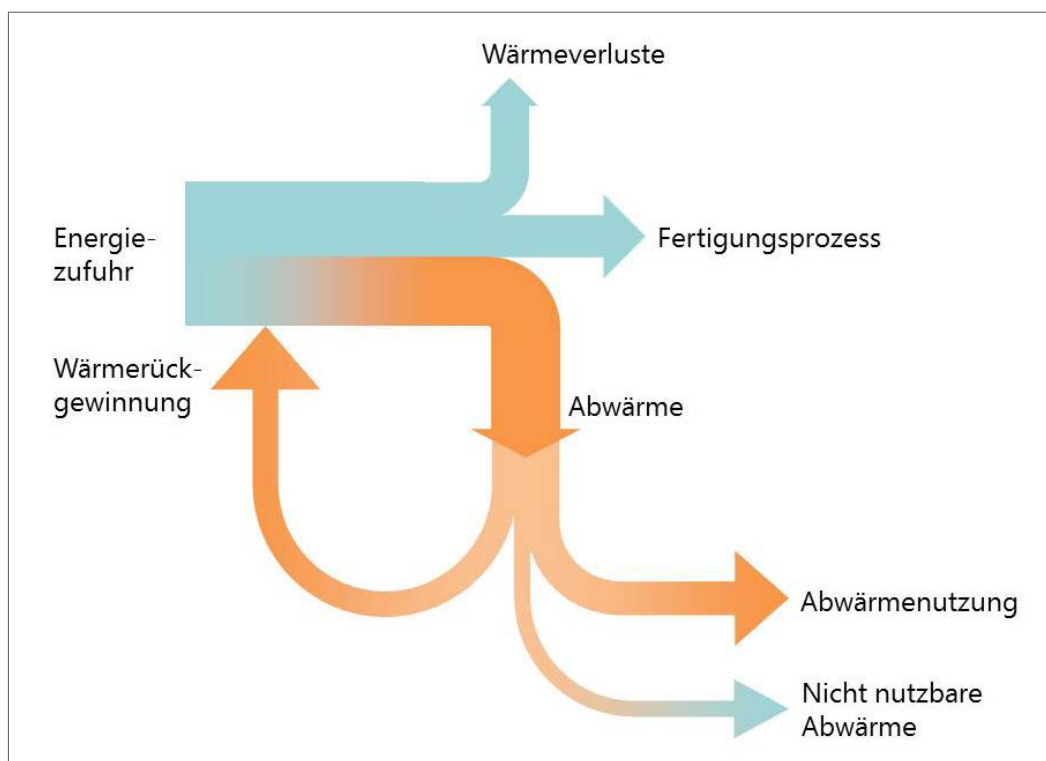 Wärmeverluste
Energie-
zufuhr
Fertigungsprozess
Wärmerück-
gewinnung
Abwärme
Abwärmenutzung
Nicht nutzbare
Abwärme